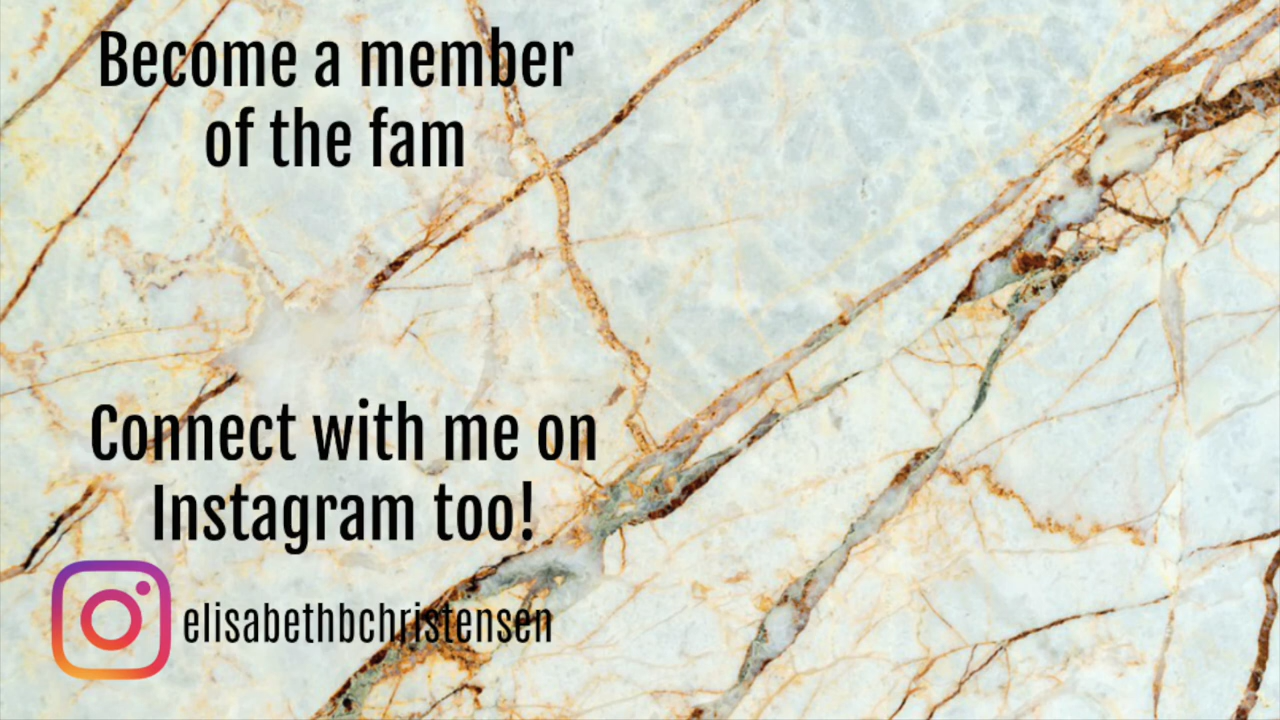 Become a member
of the fam
Connect with me on
Instagram too!
elisabethbchristensen